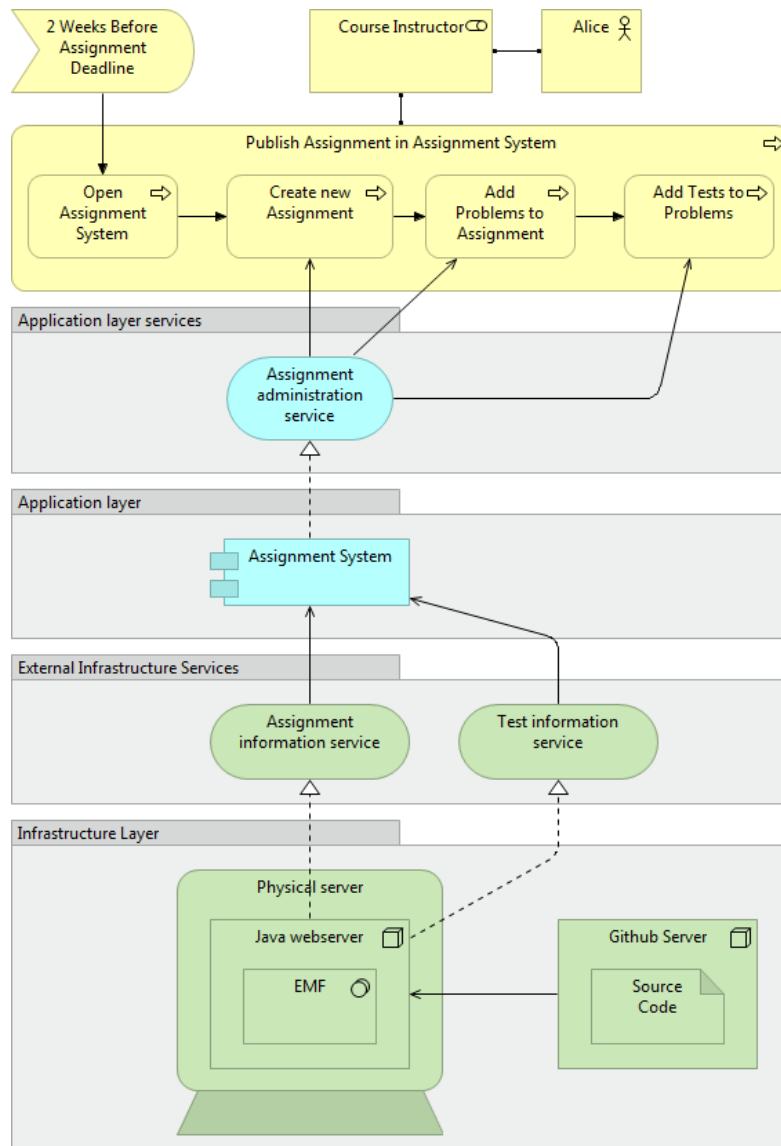 2 Weeks Before
Assignment
Deadline
Course Instructor
Alice
Publish Assignment in Assignment System
Open
Assignment
System
Create new
Assignment
Add
Problems to
Assignment
Add Tests to
Problems
Application layer services
Assignment
administration
service
Application layer
Assignment System
External Infrastructure Services
Assignment
information service
Test information
service
Infrastructure Layer
Physical server
Java webserver
EMF
Github Server
Source
Code